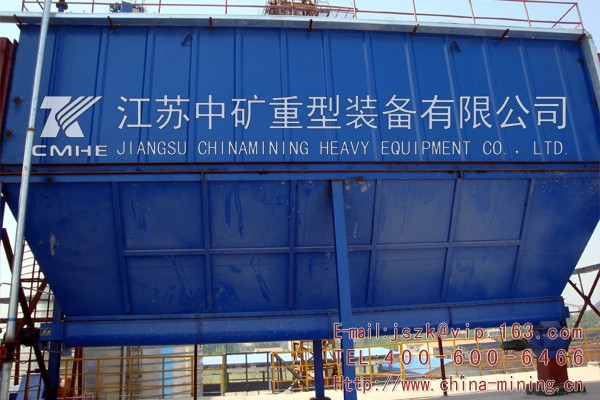 江苏中矿重型装备有限公司
CMHE JIANGSU CHINAMINING HEAVY EQUIPMENT CO., LTD.
E-mail:jszk@vip.163.com
TEL:400-600-6466
Http://www.china-mining.cn